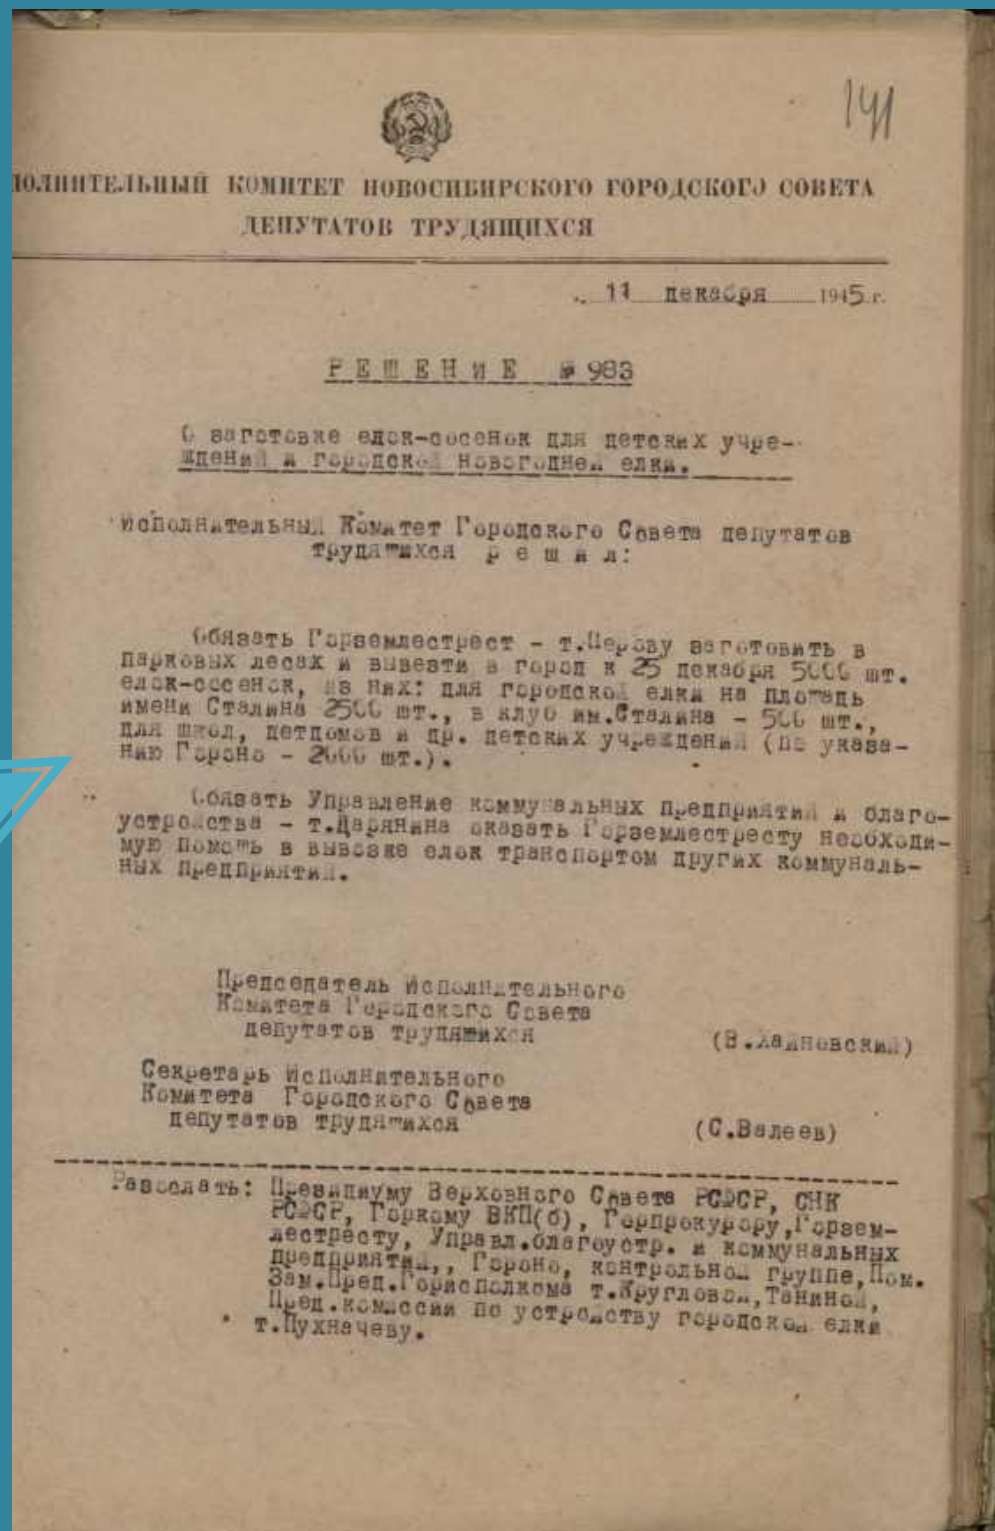 141
ПОЛНИТЕЛЬНЫЙ КОМИТЕТ НОВОСИБИРСКОГО ГОРОДСКОГО СОВЕТА
ДЕПУТАТОВ ТРУДЯЩИХСЯ
11 декабря 1945 г.
РЕШЕНИЕ № 983
О заготовке елок-сосенок для детских учре-
ждений и городской новогодней елки.
Исполнительный Комитет Городского Совета депутатов
трудящихся решил:
Обязать Горземлестрест – т. заготовить в
парковых лесах и вывезти в город к 25 декабря 5000 шт.
елок-сосенок, из них: для городской елки на площадь
имени Сталина 2500 шт., в клуб им.Сталина – 500 шт.,
для школ, детдомов и др. детских учреждений (по указа-
нию Гороно – 2000 шт.).
Обязать Управление коммунальных предприятий и благо-
устройства – т.Дарянина оказать Горземлестресту необходи-
мую помощь в вывозке елок транспортом других коммуналь-
ных предприятий.
Председатель Исполнительного
Комитета Городского Совета
депутатов трудящихся (В.Хайновский)
Секретарь Исполнительного
Комитета Городского Совета
депутатов трудящихся (С.Валеев)
Разослать: Президиуму Верховного Совета РСФСР, СНК
РСФСР, Горкому ВКП(б), Горпрокурору,Горзем-
лестресту, Управл.благоустр. и коммунальных
предприятий,, Гороно, контрольной группе,Пом.
Зам.Пред.Горисполкома т.Кругловой,Таниной,
Пред.комиссии по устройству городской елки
т.Пухначеву.